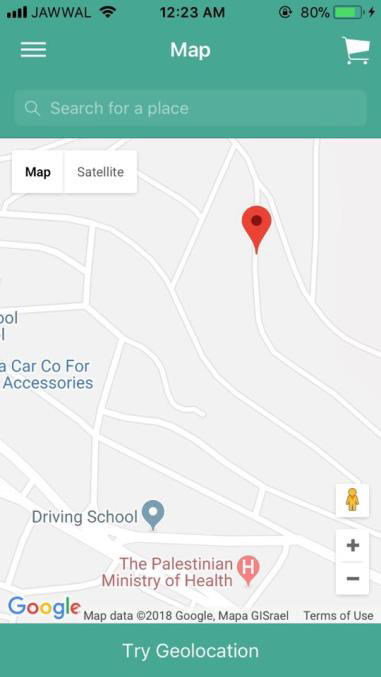 JAWWAL 12:23 AM 80%
Map
Search for a place
Map Satellite
a Car Co For
Accessories
Driving School
The Palestinian
Ministry of Health H
+
−
Google Map data ©2018 Google, Mapa GISrael Terms of Use
Try Geolocation